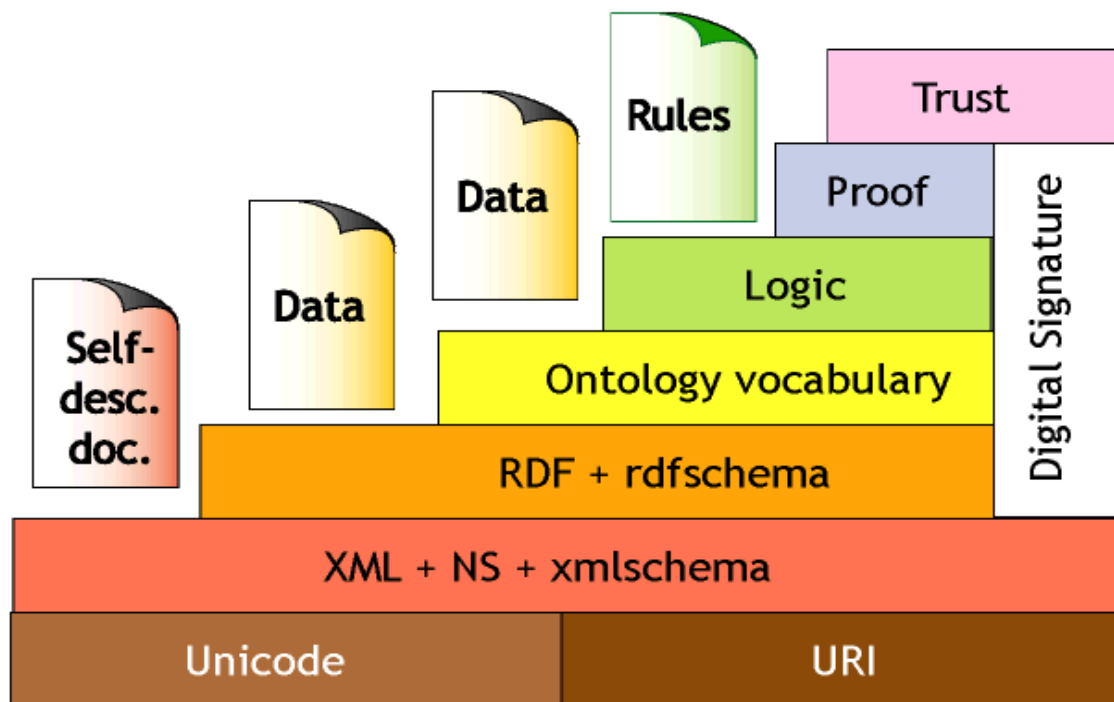 Rules
Trust
Data
Proof
Data
Logic
Self-
desc.
doc.
Ontology vocabulary
Digital Signature
RDF + rdfschema
XML + NS + xmlschema
Unicode
URI